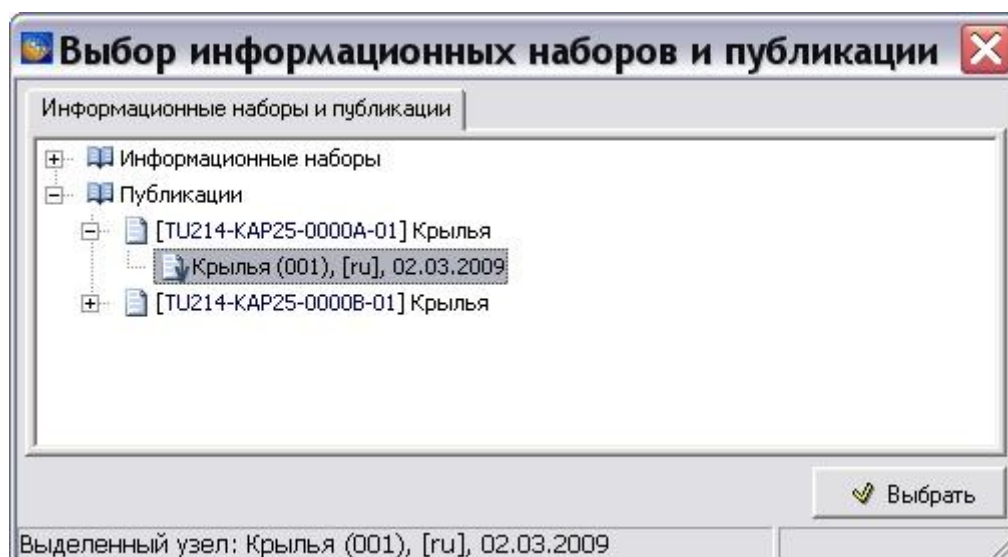 Выбор информационных наборов и публикации
Информационные наборы и публикации
Информационные наборы
Публикации
[TU214-KAP25-0000A-01] Крылья
Крылья (001), [ru], 02.03.2009
[TU214-KAP25-0000B-01] Крылья
Выбрать
Выделенный узел: Крылья (001), [ru], 02.03.2009